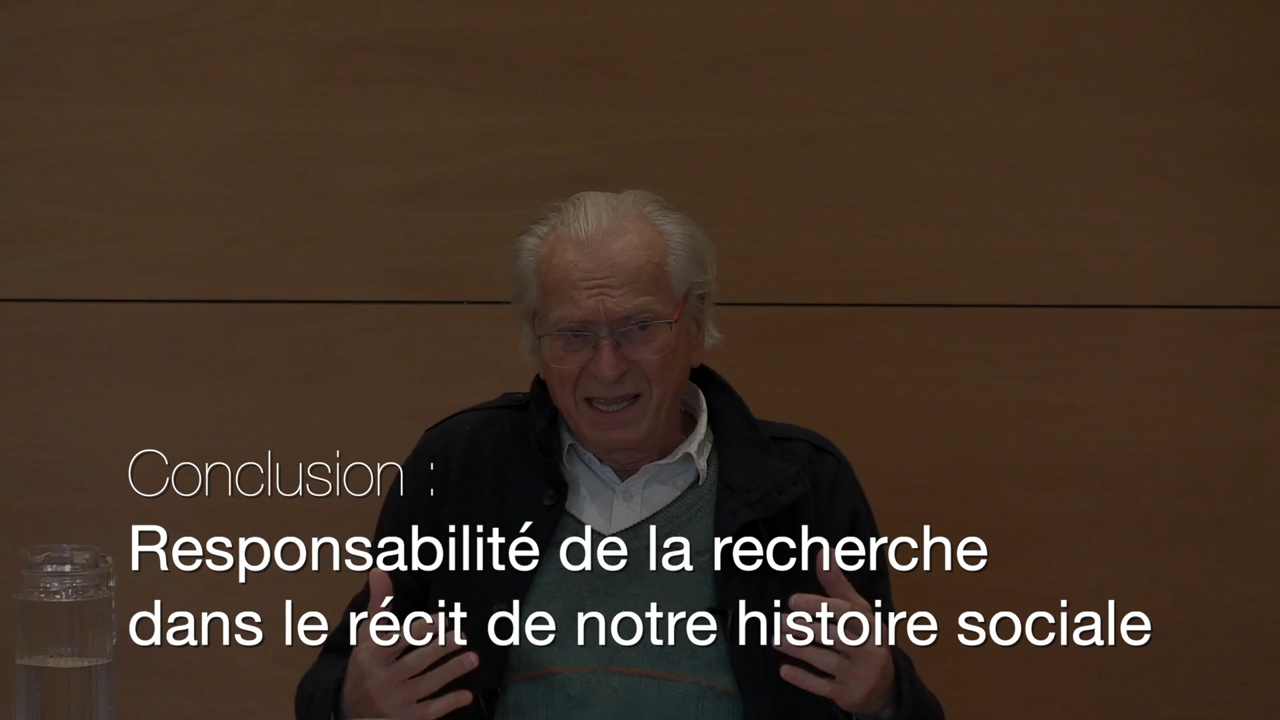 Conclusion :
Responsabilité de la recherche
dans le récit de notre histoire sociale